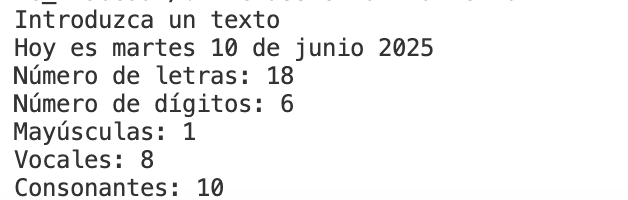 Introduzca un texto
Hoy es martes 10 de junio 2025
Número de letras: 18
Número de dígitos: 6
Mayúsculas: 1
Vocales: 8
Consonantes: 10